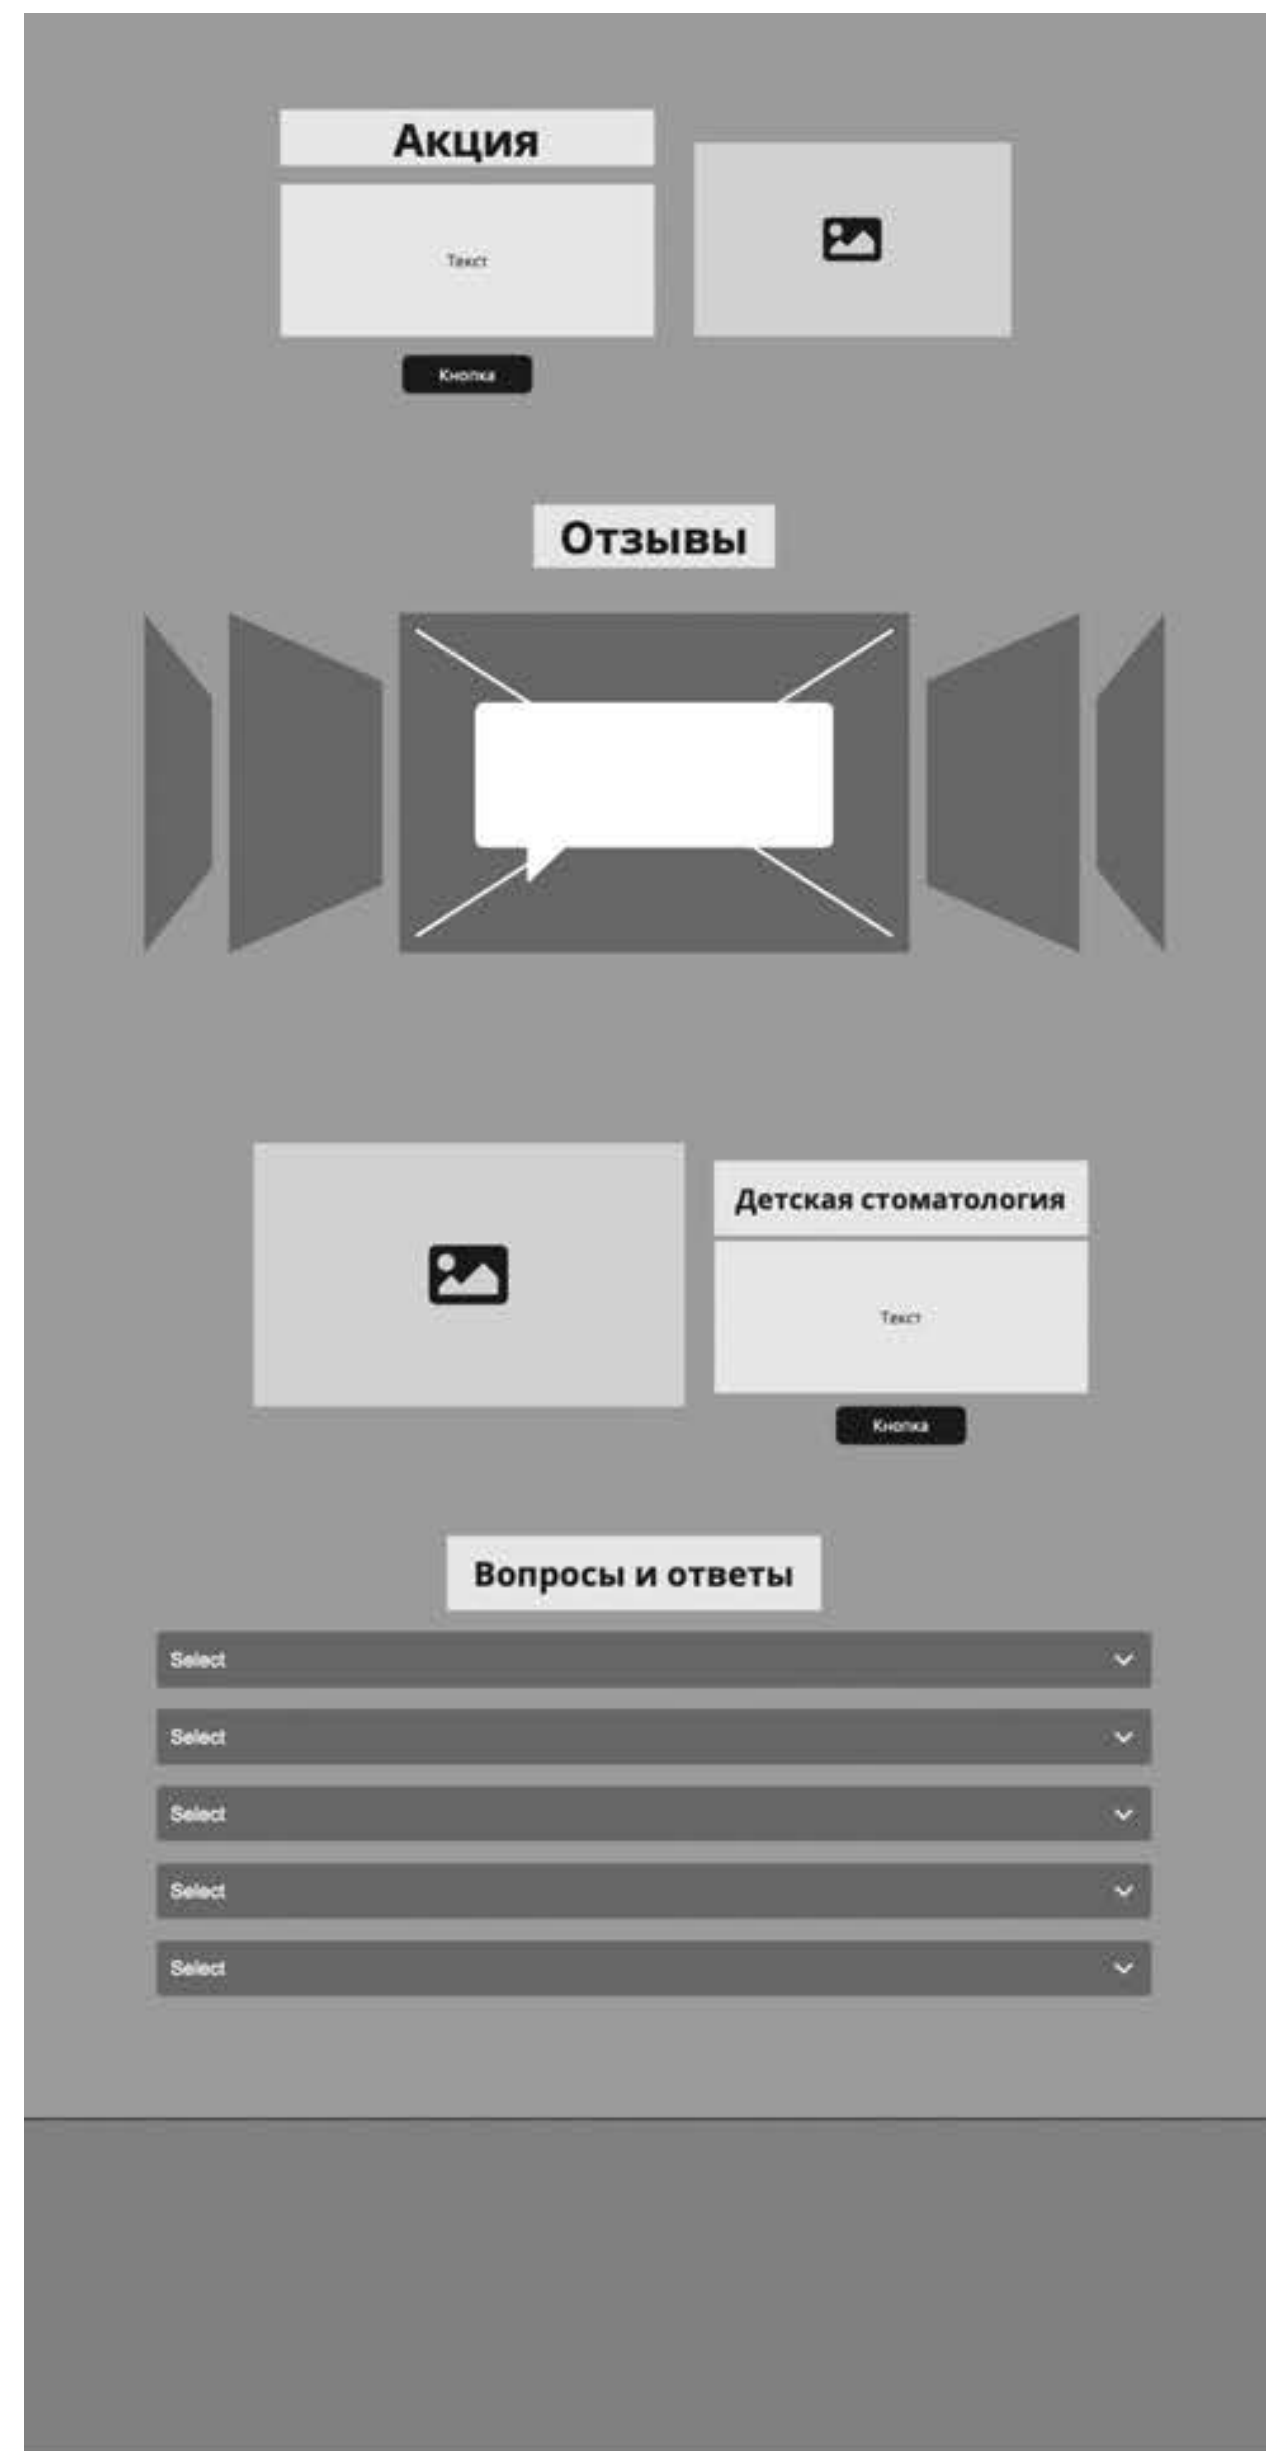 Акция
Текст
Кнопка
Отзывы
Детская стоматология
Текст
Кнопка
Вопросы и ответы
Select
Select
Select
Select
Select